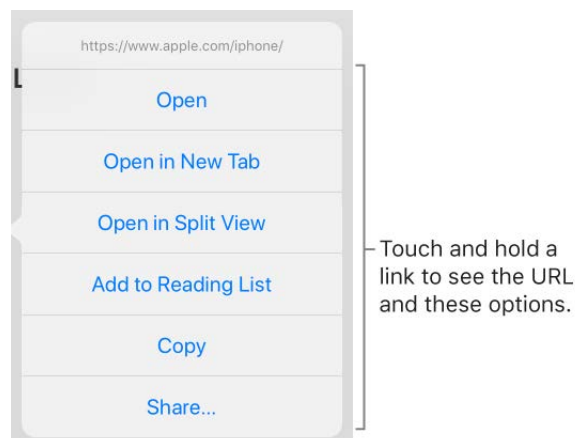 https://www.apple.com/iphone/
L
Open
Open in New Tab
Open in Split View
Add to Reading List
Copy
Share...
Touch and hold a
link to see the URL
and these options.